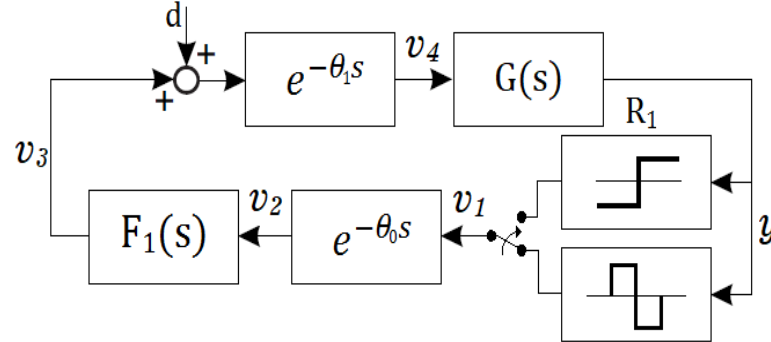 d
+
+
e^{-θ₁s}
v₄
G(s)
R₁
v₃
F₁(s)
v₂
e^{-θ₀s}
v₁
y